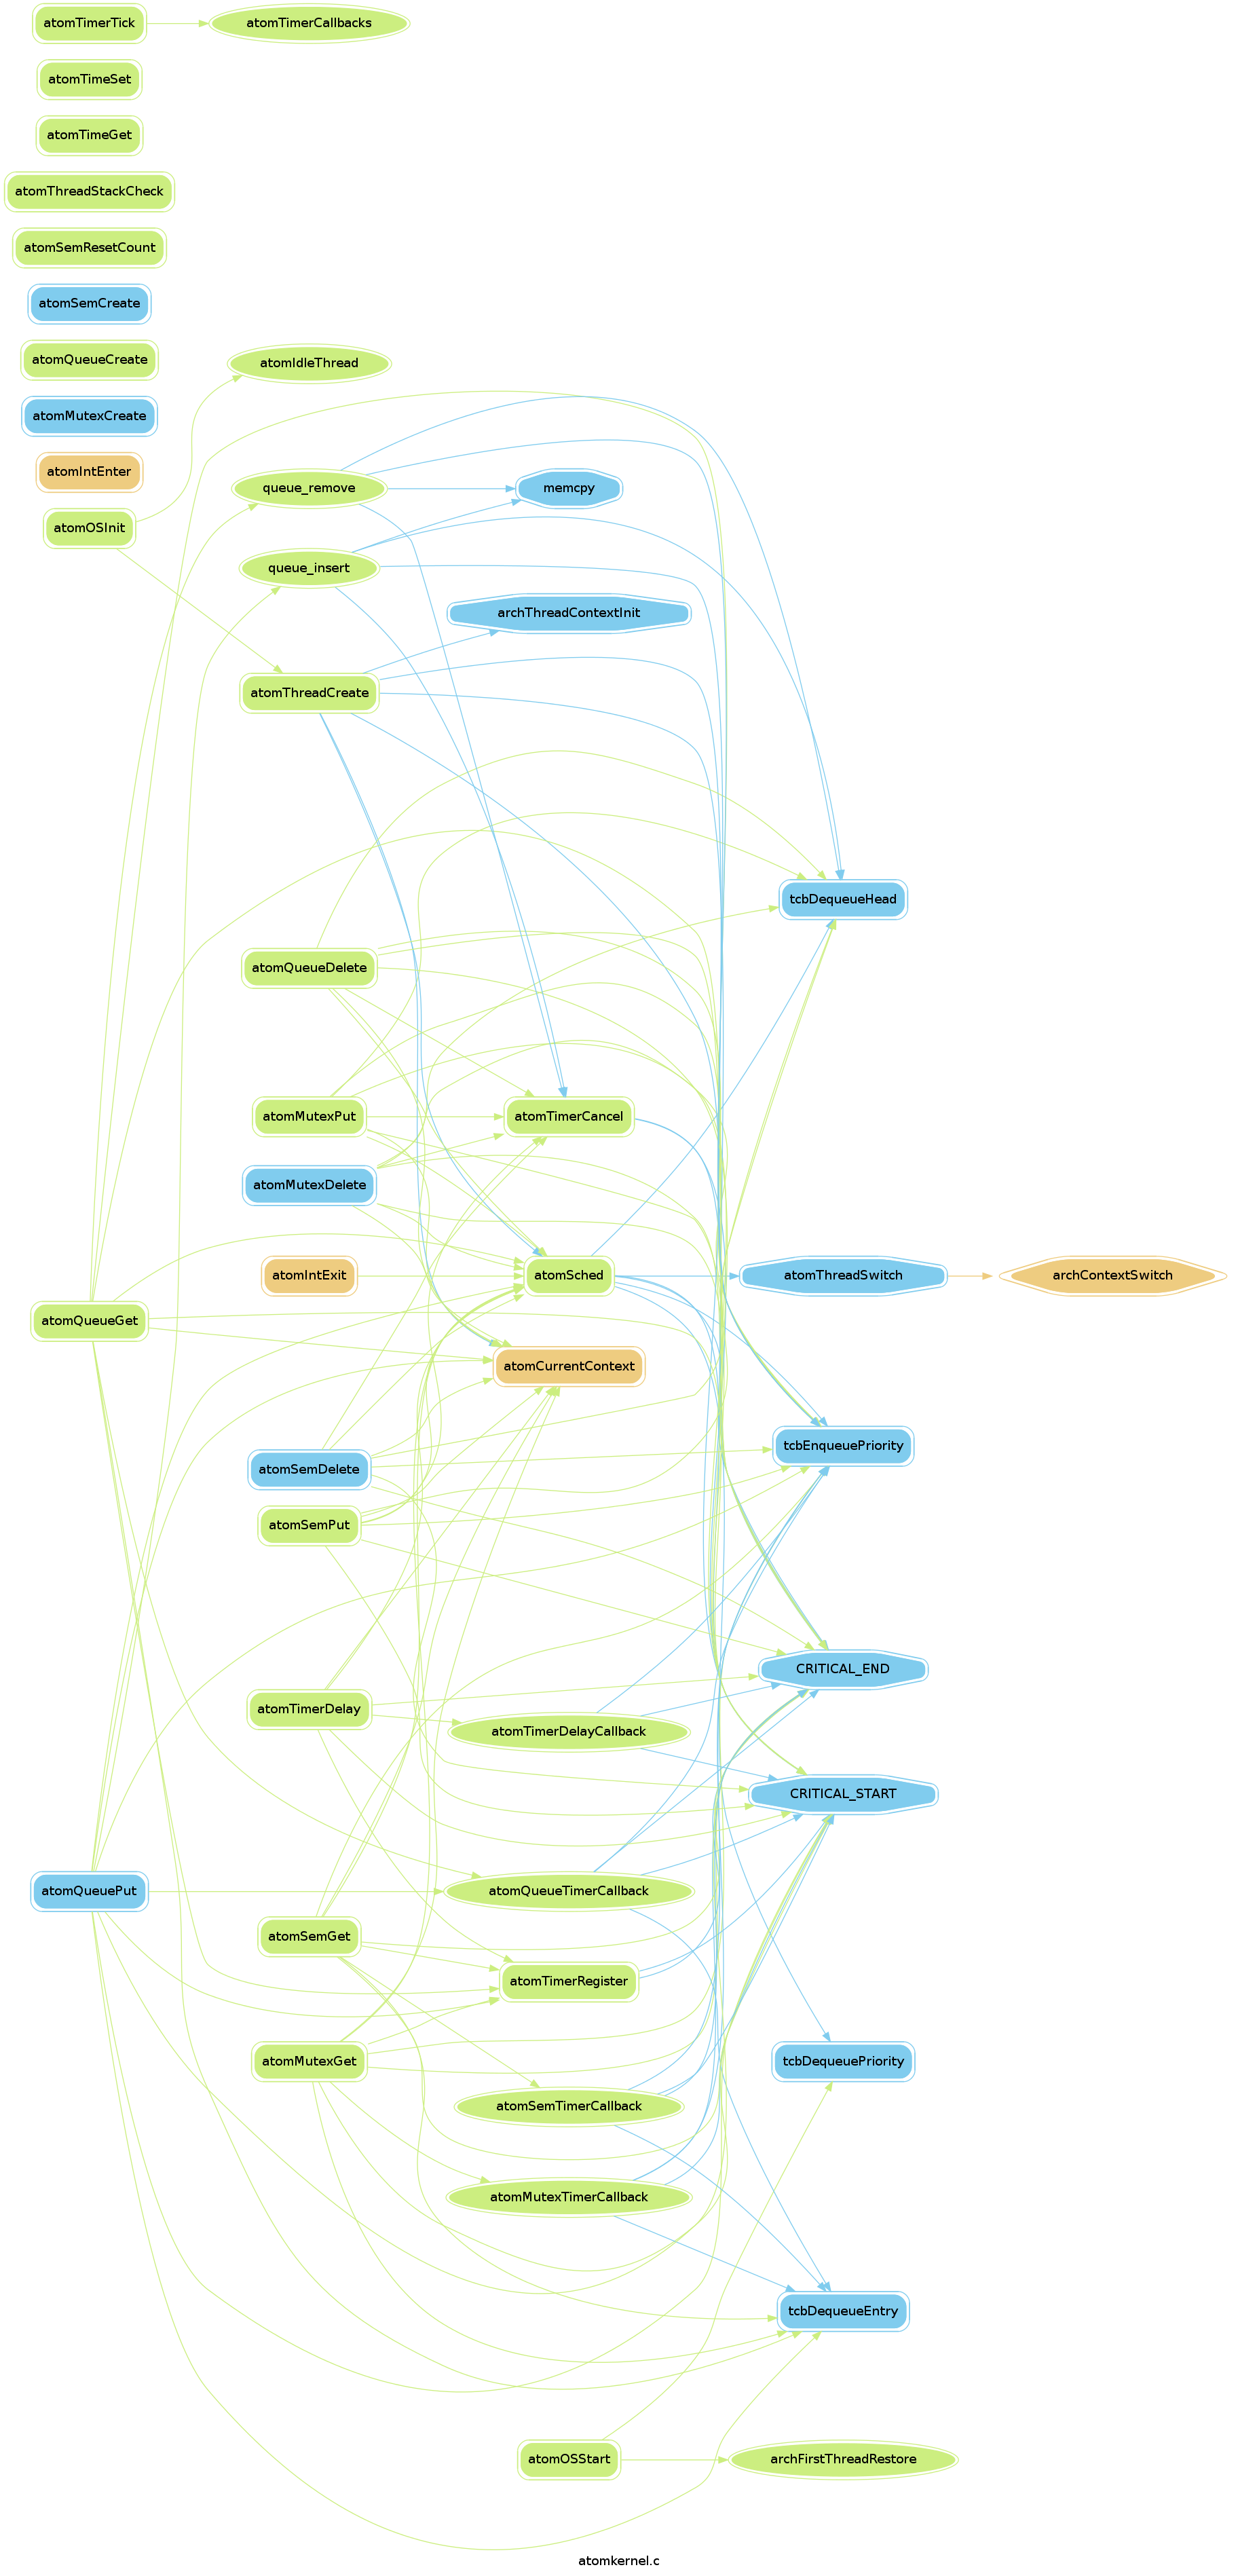 atomTimerTick
atomTimerCallbacks
atomTimeSet
atomTimeGet
atomThreadStackCheck
atomSemResetCount
atomSemCreate
atomQueueCreate
atomIdleThread
atomMutexCreate
atomIntEnter
queue_remove
memcpy
atomOSInit
queue_insert
archThreadContextInit
atomThreadCreate
tcbDequeueHead
atomQueueDelete
atomMutexPut
atomTimerCancel
atomMutexDelete
atomIntExit
atomSched
atomThreadSwitch
archContextSwitch
atomQueueGet
atomCurrentContext
tcbEnqueuePriority
atomSemDelete
atomSemPut
CRITICAL_END
atomTimerDelay
atomTimerDelayCallback
CRITICAL_START
atomQueuePut
atomQueueTimerCallback
atomSemGet
atomTimerRegister
atomMutexGet
tcbDequeuePriority
atomSemTimerCallback
atomMutexTimerCallback
tcbDequeueEntry
atomOSStart
archFirstThreadRestore
atomkernel.c